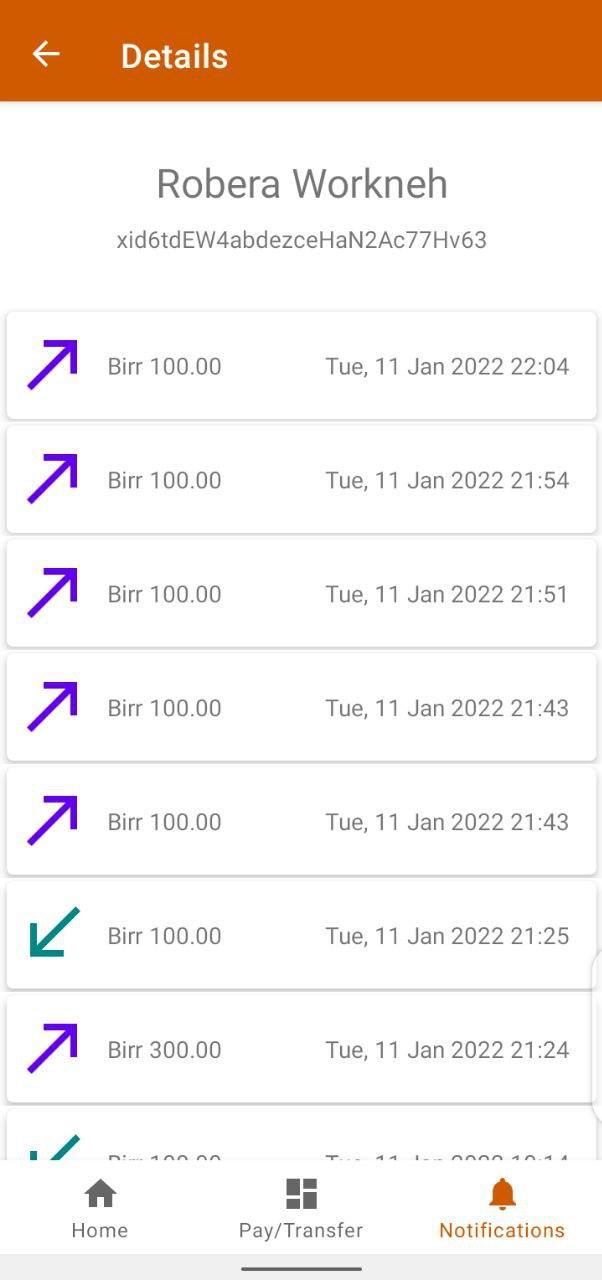 Details
Robera Workneh
xid6tdEW4abdezceHaN2Ac77Hv63
Birr 100.00 Tue, 11 Jan 2022 22:04
Birr 100.00 Tue, 11 Jan 2022 21:54
Birr 100.00 Tue, 11 Jan 2022 21:51
Birr 100.00 Tue, 11 Jan 2022 21:43
Birr 100.00 Tue, 11 Jan 2022 21:43
Birr 100.00 Tue, 11 Jan 2022 21:25
Birr 300.00 Tue, 11 Jan 2022 21:24
Home Pay/Transfer Notifications